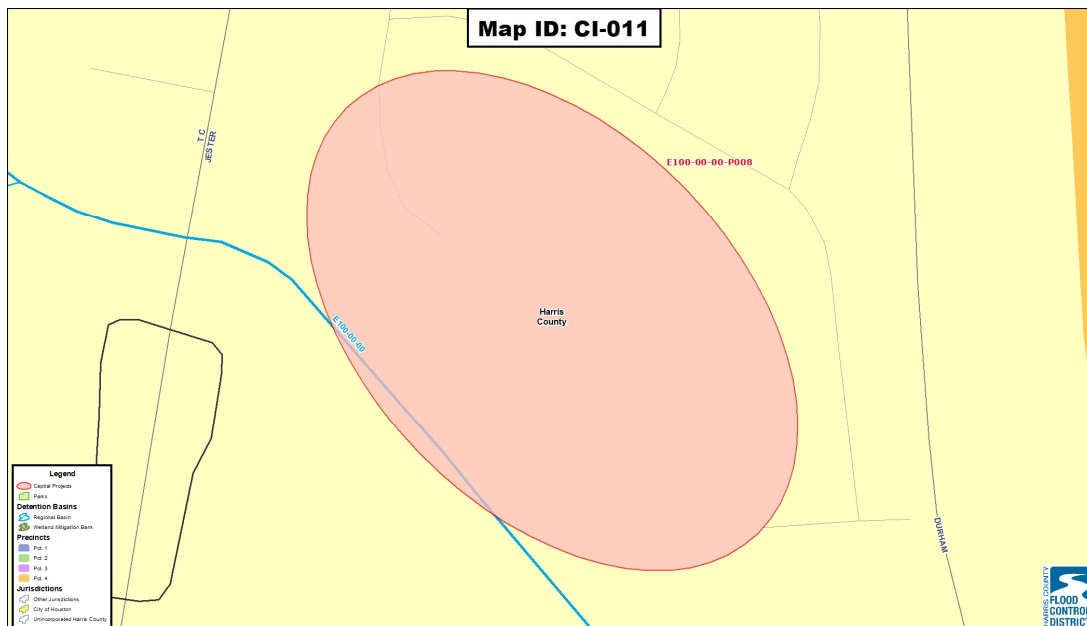 Map ID: CI-011
T C
JESTER
E100-00-00-P008
Harris
County
E100-00-00
DURHAM
Legend
Captial Projects
Parks
Detention Basins
Regional Basin
Wetland Mitigation Bank
Precincts
Pct. 1
Pct. 2
Pct. 3
Pct. 4
Jurisdictions
Other Jurisdictions
City of Houston
Unincorporated Harris County
HARRIS COUNTY
FLOOD
CONTROL
DISTRICT